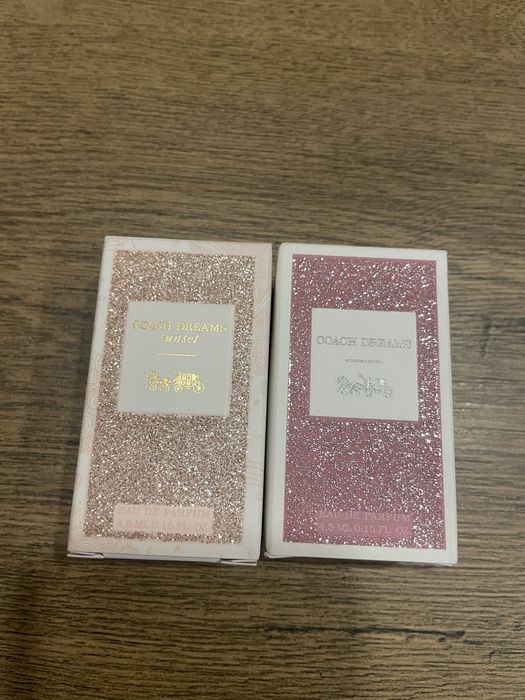 COACH DREAMS
sunset
EAU DE PARFUM
4.5 ML 0.15 FL. OZ.
COACH DREAMS
EAU DE PARFUM
4.5 ML 0.15 FL. OZ.